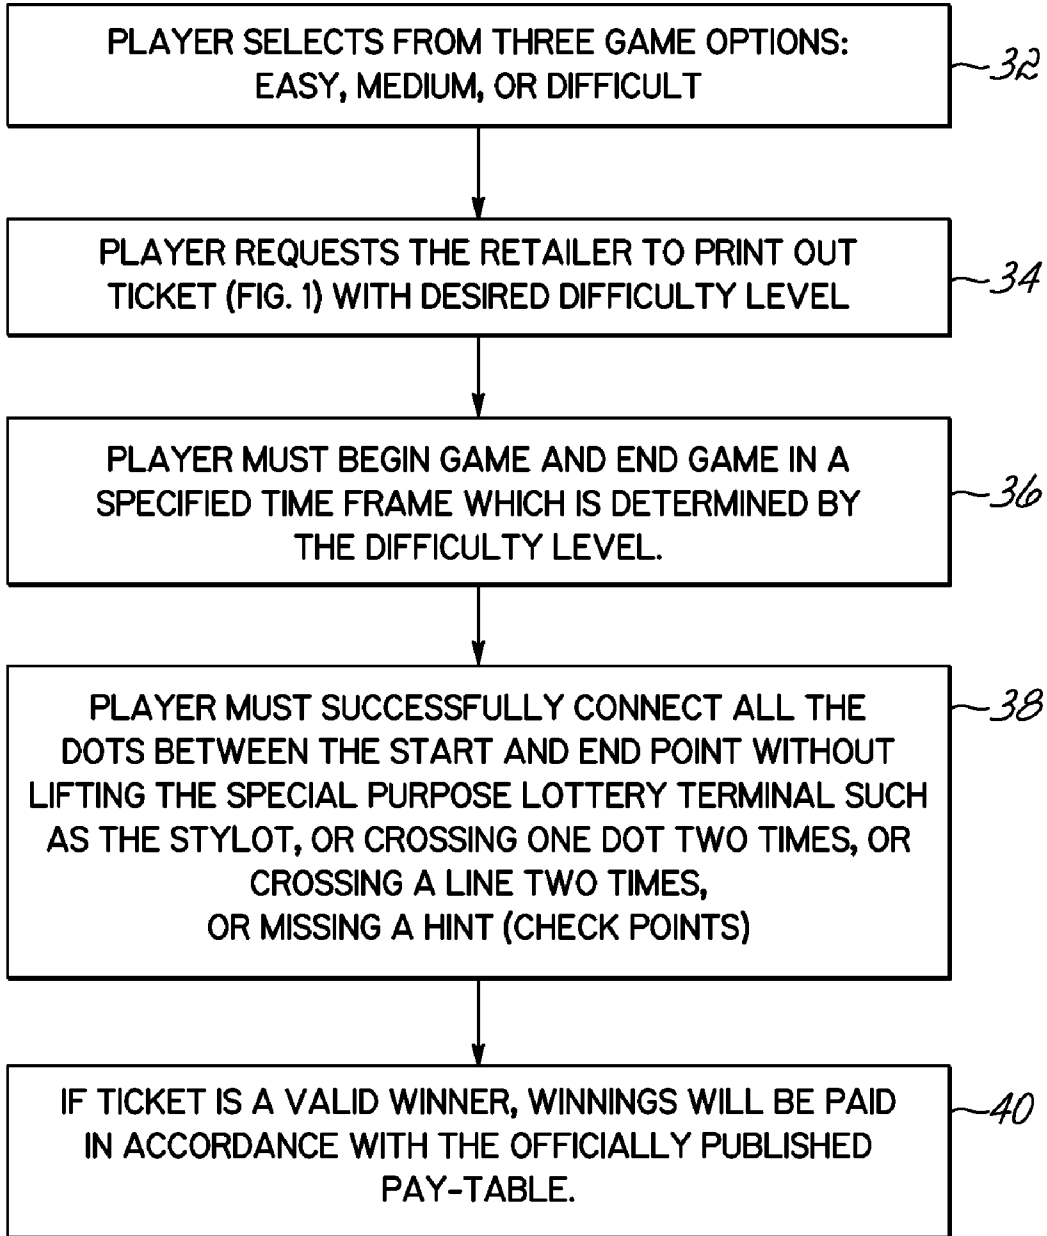 PLAYER SELECTS FROM THREE GAME OPTIONS:
EASY, MEDIUM, OR DIFFICULT
32
PLAYER REQUESTS THE RETAILER TO PRINT OUT
TICKET (FIG. 1) WITH DESIRED DIFFICULTY LEVEL
34
PLAYER MUST BEGIN GAME AND END GAME IN A
SPECIFIED TIME FRAME WHICH IS DETERMINED BY
THE DIFFICULTY LEVEL.
36
PLAYER MUST SUCCESSFULLY CONNECT ALL THE
DOTS BETWEEN THE START AND END POINT WITHOUT
LIFTING THE SPECIAL PURPOSE LOTTERY TERMINAL SUCH
AS THE STYLOT, OR CROSSING ONE DOT TWO TIMES, OR
CROSSING A LINE TWO TIMES,
OR MISSING A HINT (CHECK POINTS)
38
IF TICKET IS A VALID WINNER, WINNINGS WILL BE PAID
IN ACCORDANCE WITH THE OFFICIALLY PUBLISHED
PAY-TABLE.
40